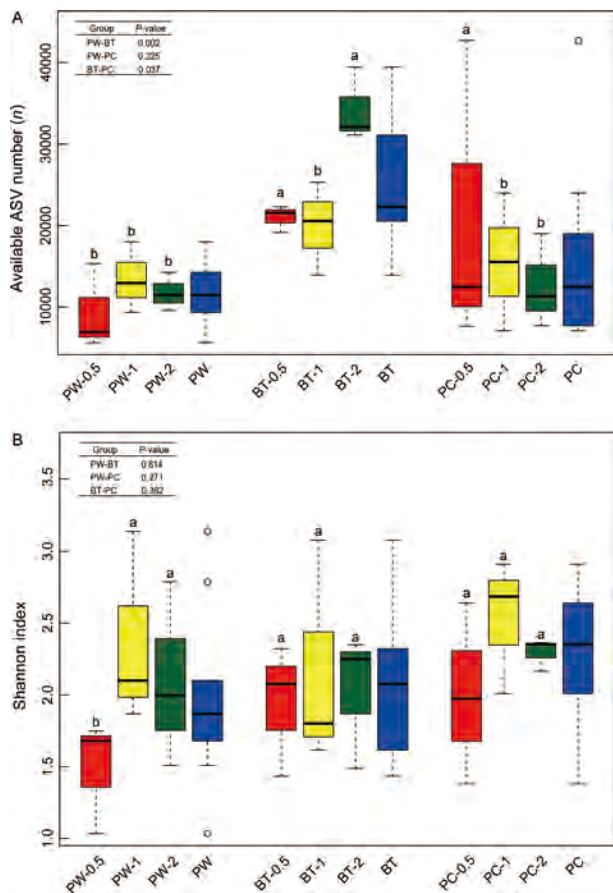 A
Group P-value
PW-BT 0.002
PW-PC 0.225
BT-PC 0.037
Available ASV number (n)
40000
30000
20000
10000
b b b
a b a
a b b
PW-0.5 PW-1 PW-2 PW BT-0.5 BT-1 BT-2 BT PC-0.5 PC-1 PC-2 PC
B
Group P-value
PW-BT 0.614
PW-PC 0.271
BT-PC 0.382
Shannon index
3.5
3.0
2.5
2.0
1.5
1.0
b a a
a a a
a a a
PW-0.5 PW-1 PW-2 PW BT-0.5 BT-1 BT-2 BT PC-0.5 PC-1 PC-2 PC